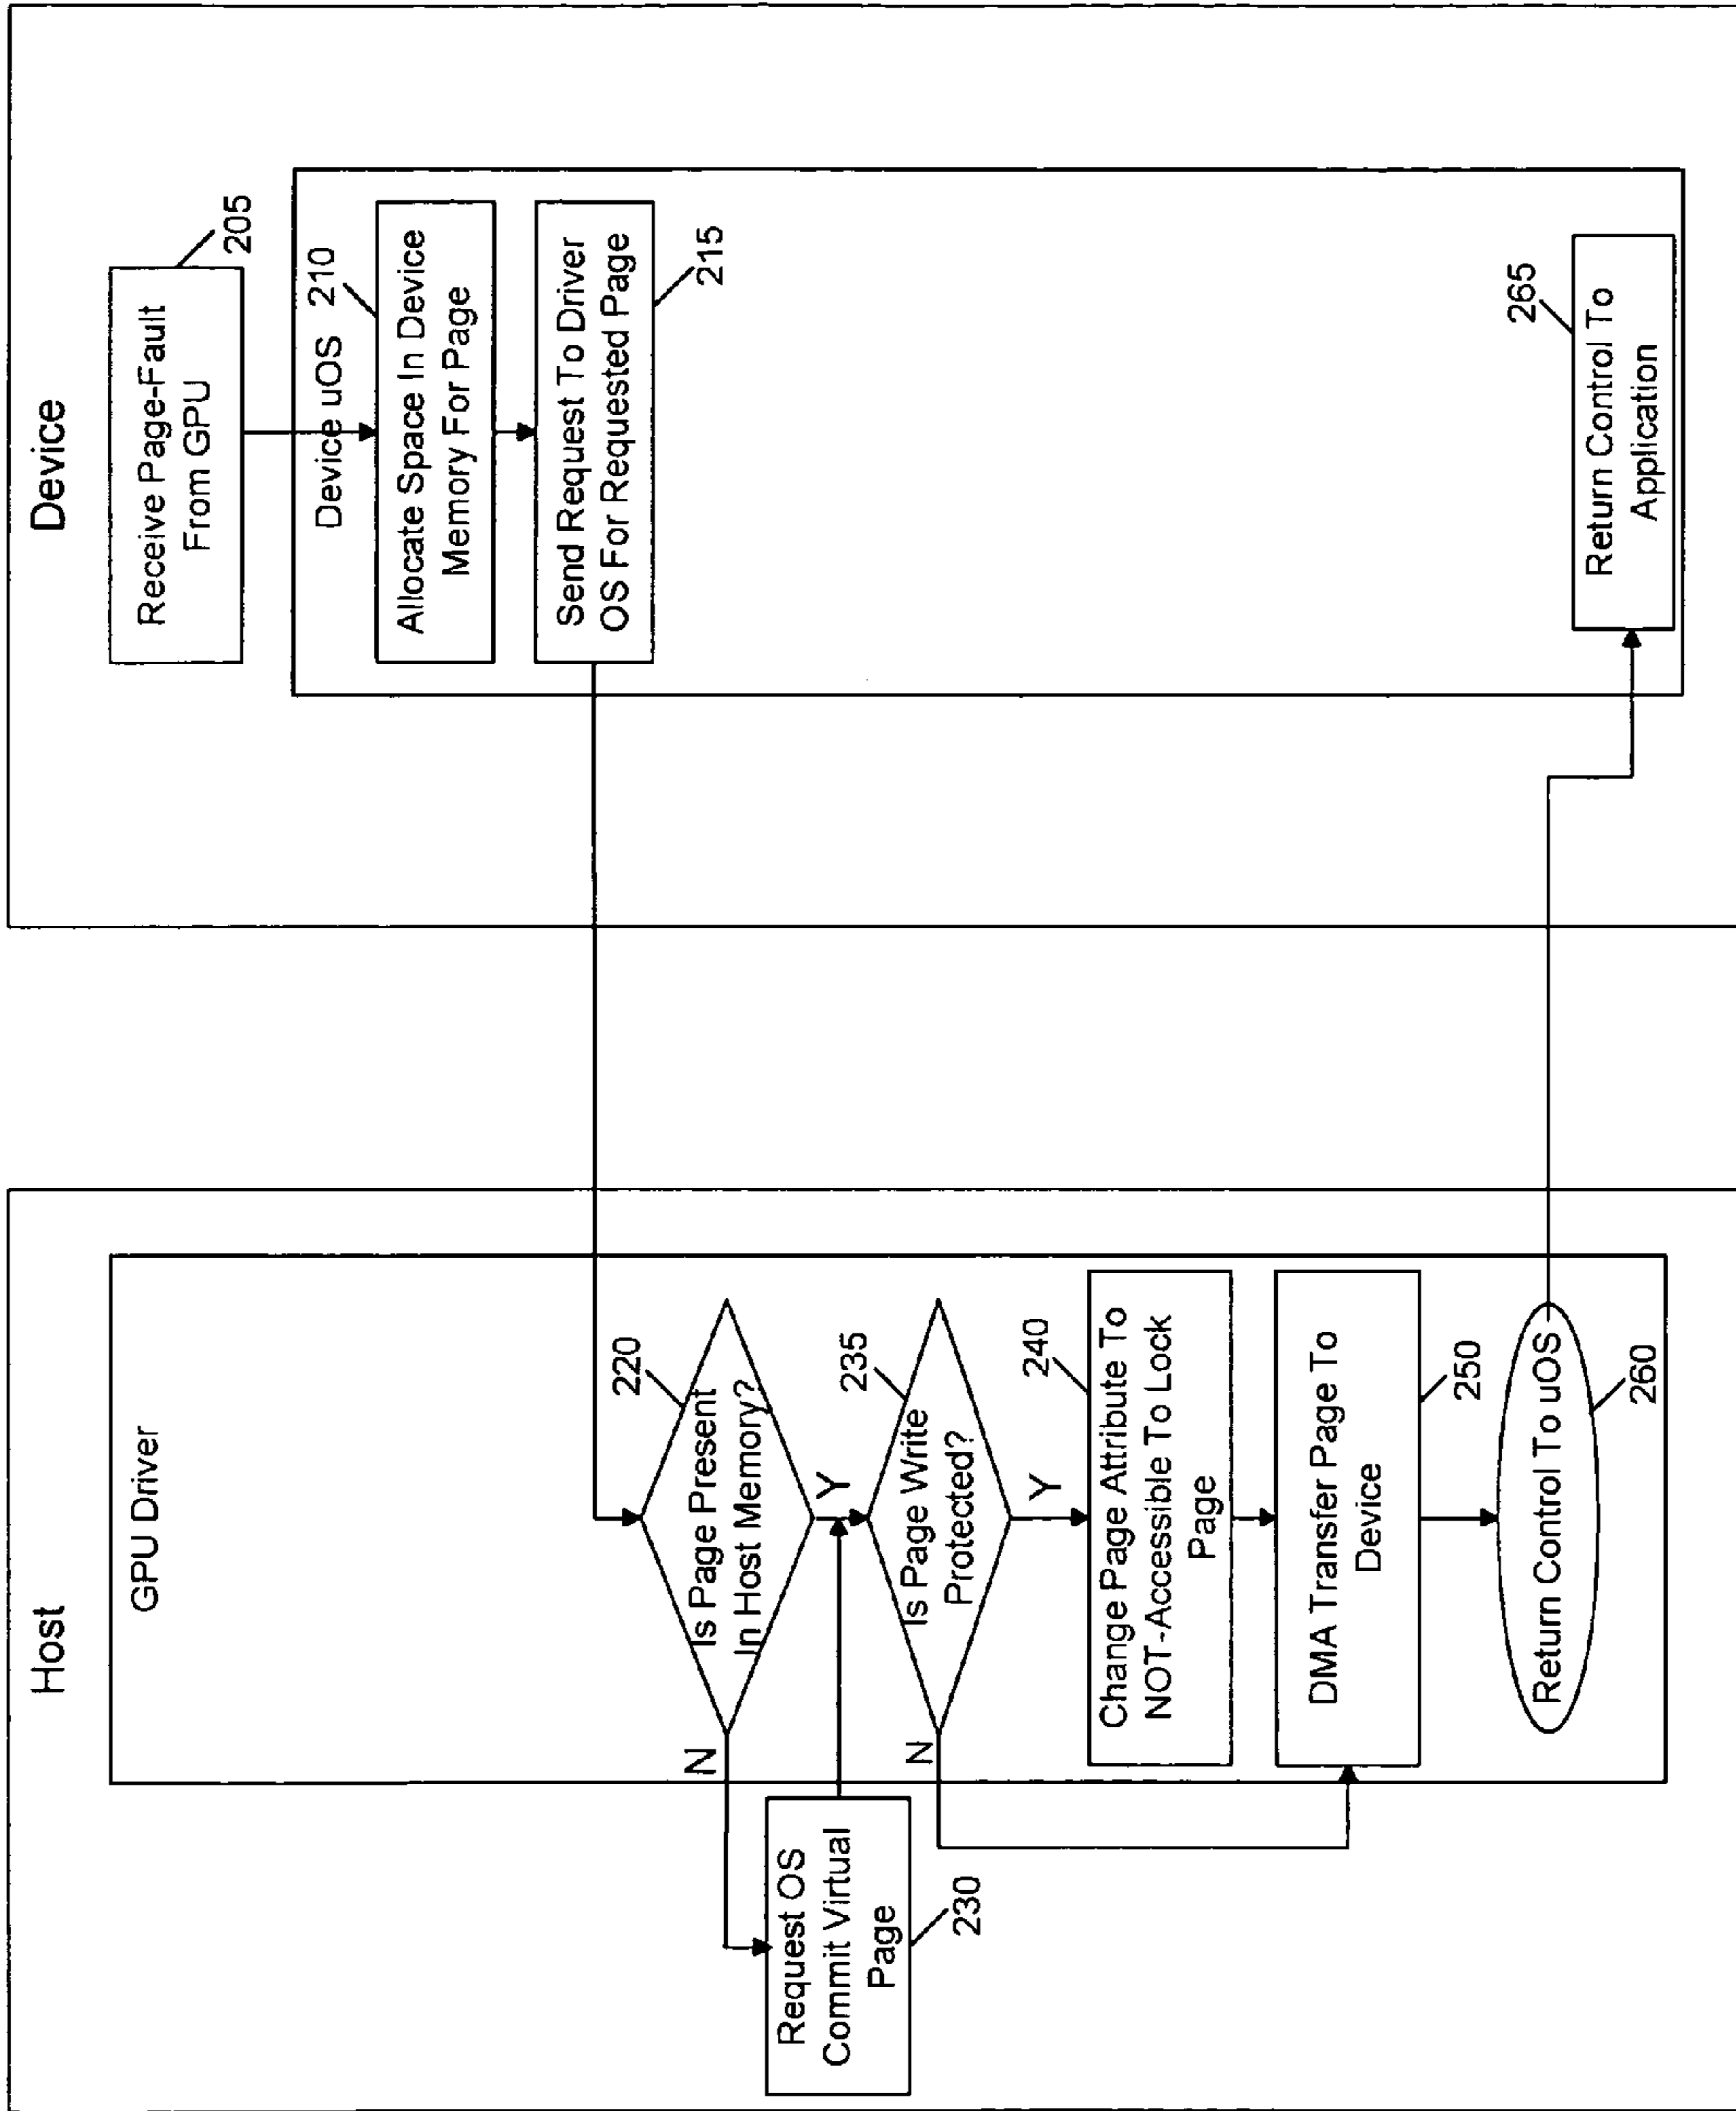 Host
GPU Driver
Is Page Present
In Host Memory?
220
N
Y
Request OS
Commit Virtual
Page
230
Is Page Write
Protected?
235
N
Y
Change Page Attribute To
NOT-Accessible To Lock
Page
240
DMA Transfer Page To
Device
250
Return Control To uOS
260
Device
Receive Page-Fault
From GPU
205
Device uOS
210
Allocate Space In Device
Memory For Page
Send Request To Driver
OS For Requested Page
215
265
Return Control To
Application